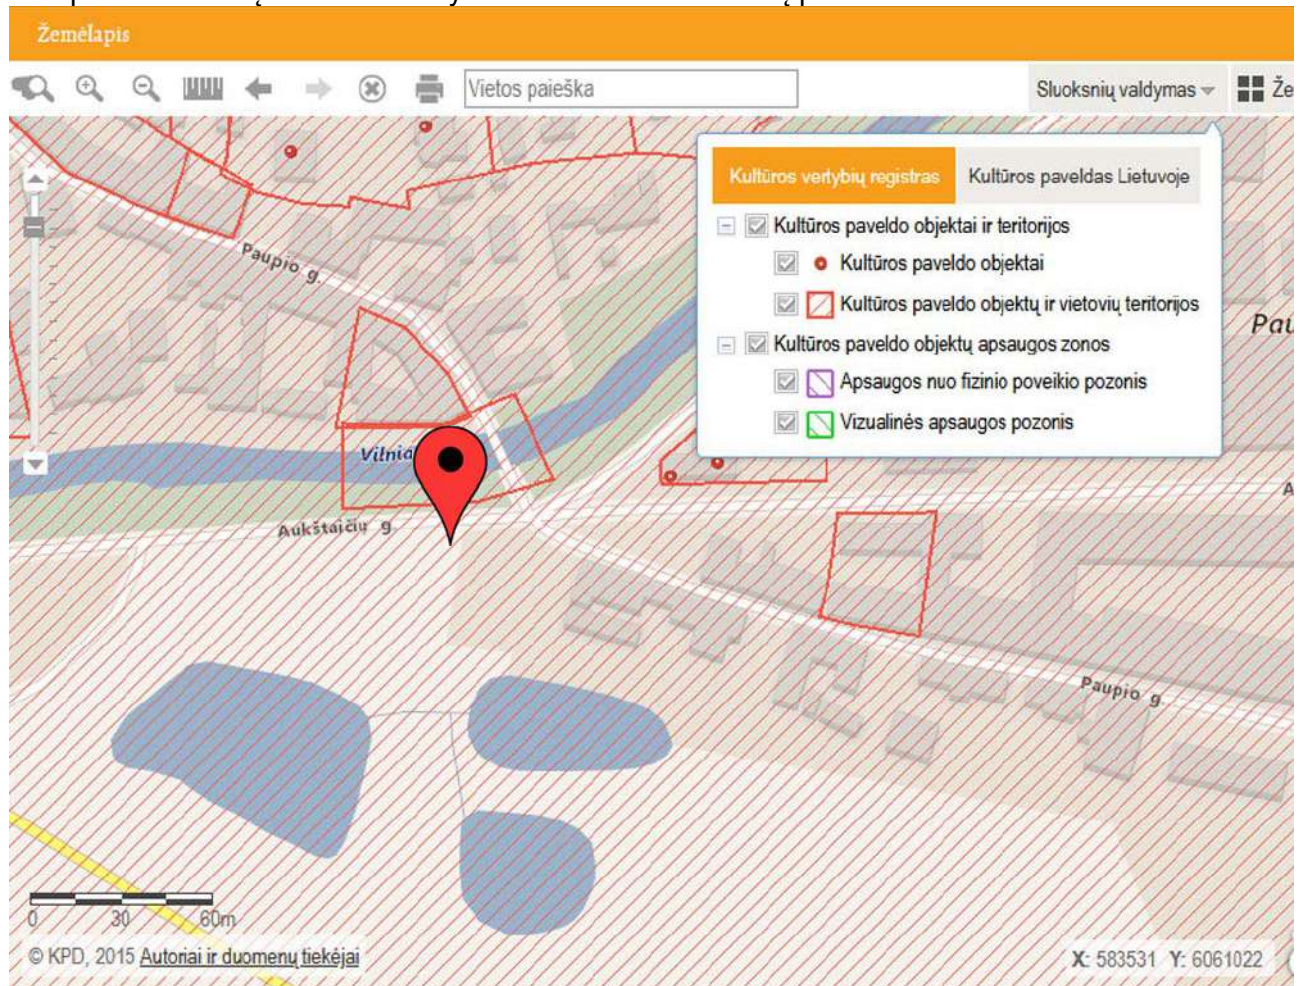 Žemėlapis
Vietos paieška
Sluoksnių valdymas
Kultūros vertybių registras
Kultūros paveldas Lietuvoje
Kultūros paveldo objektai ir teritorijos
Kultūros paveldo objektai
Kultūros paveldo objektų ir vietovių teritorijos
Kultūros paveldo objektų apsaugos zonos
Apsaugos nuo fizinio poveikio pozonis
Vizualinės apsaugos pozonis
Paupio g.
Aukštaičių g.
Paupio g.
0 30 60m
© KPD, 2015 Autoriai ir duomenų tiekėjai
X: 583531 Y: 6061022